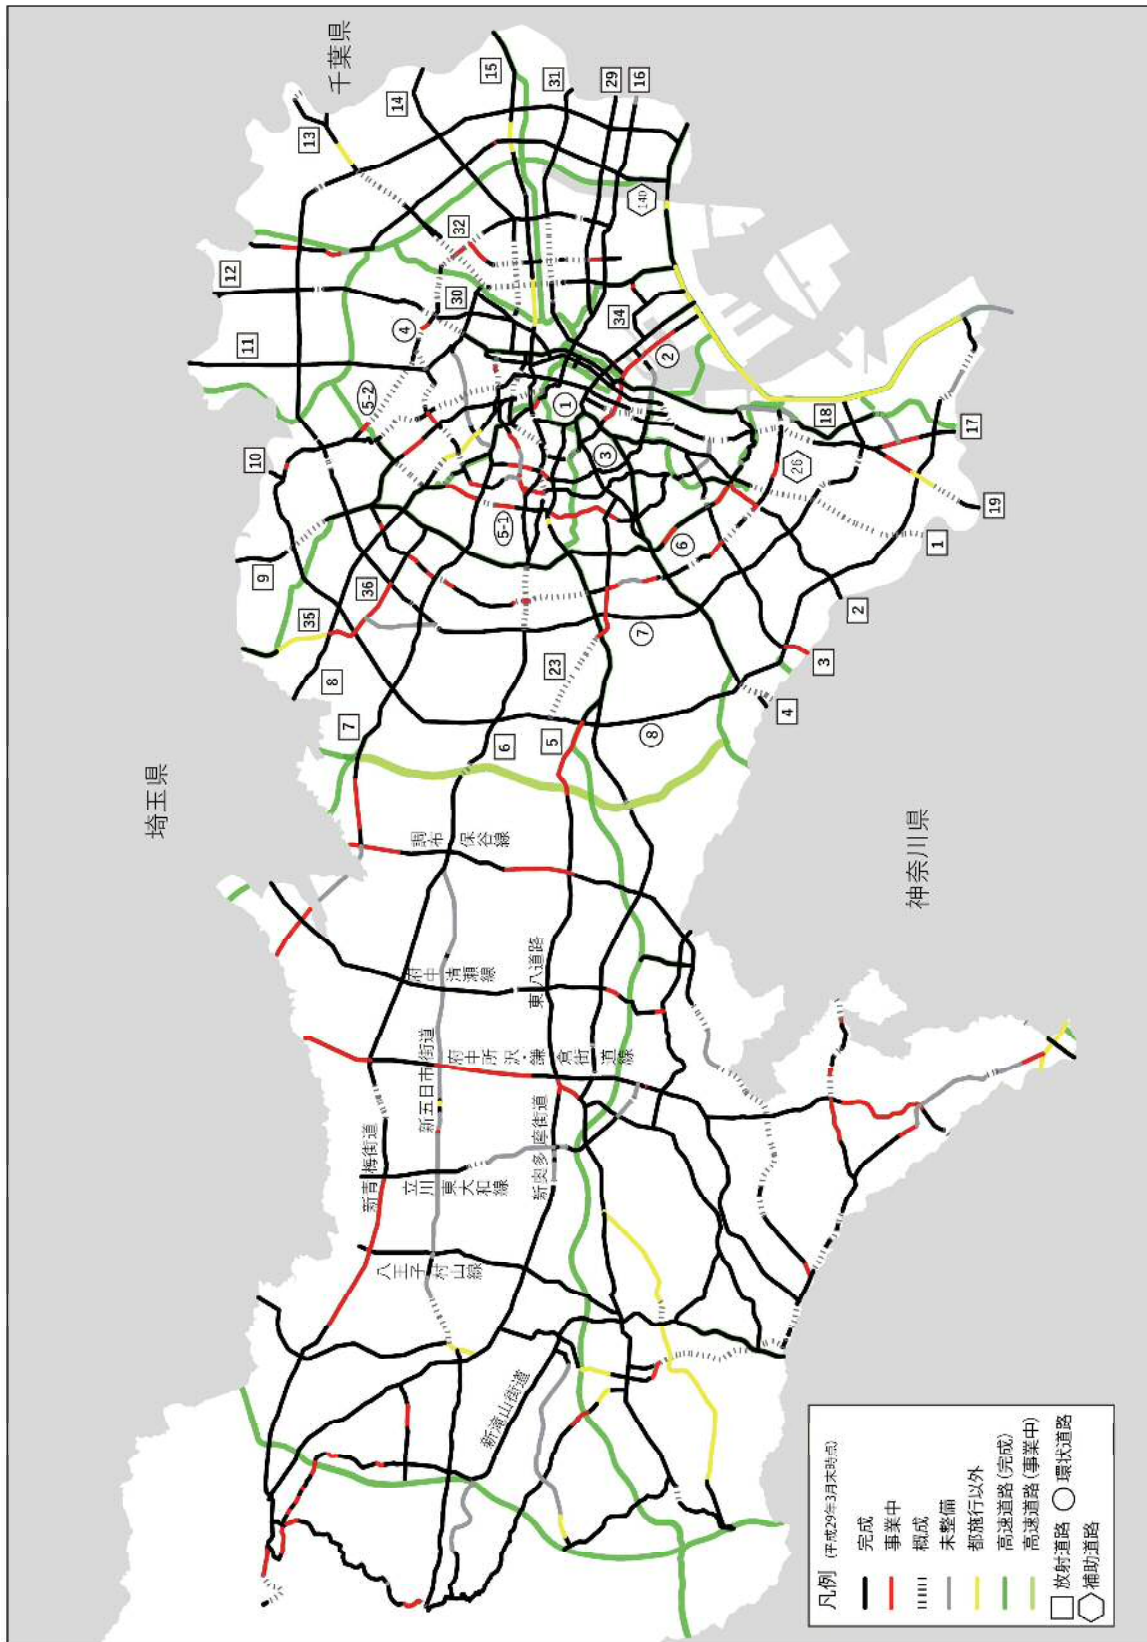 千葉県
埼玉県
神奈川県
15
31
29
16
14
13
140
32
12
30
34
4
2
11
5-2
1
18
10
3
17
26
5-1
19
6
1
9
36
35
2
7
23
3
8
4
7
6
5
8
調布保谷線
府中清瀬線
東八道路
府中所沢・鎌倉街道線
新五日市街道
新青梅街道
立川東大和線
新奥多摩街道
八王子村山線
新滝山街道
凡例 (平成29年3月末時点)
完成
事業中
概成
未整備
都施行以外
高速道路(完成)
高速道路(事業中)
放射道路 環状道路
補助道路